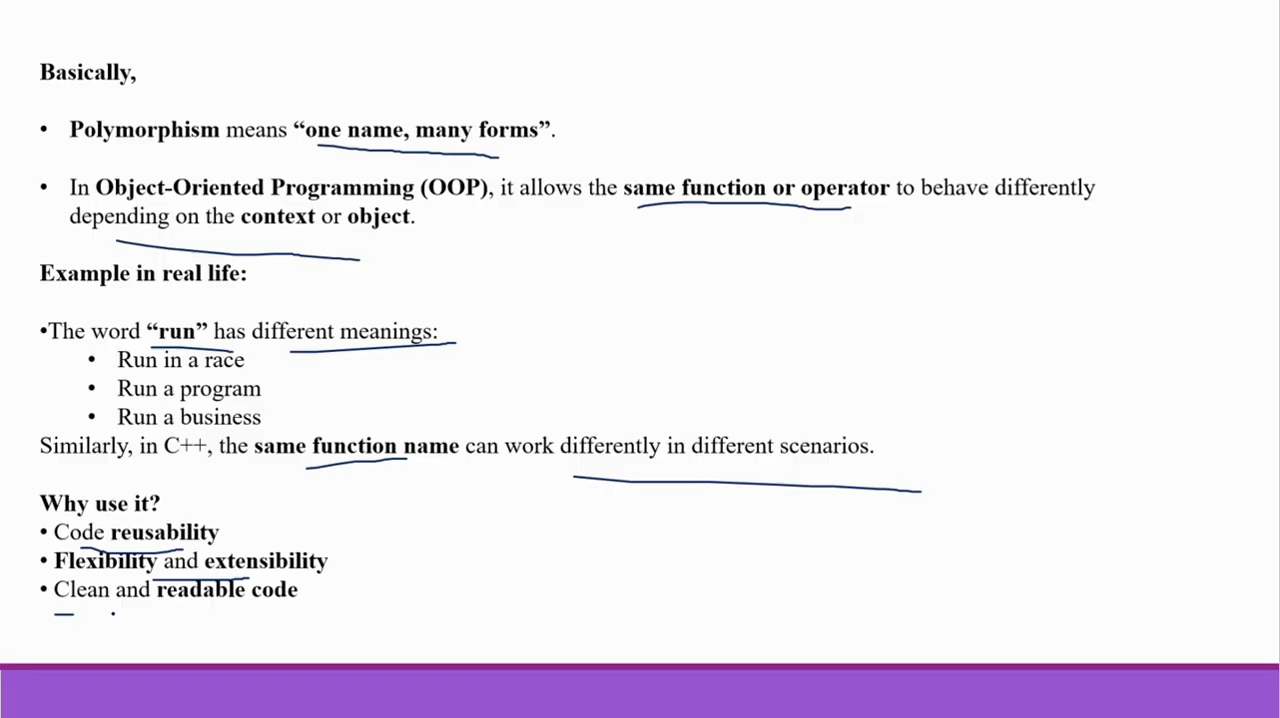 Basically,
• Polymorphism means “one name, many forms”.
• In Object-Oriented Programming (OOP), it allows the same function or operator to behave differently
depending on the context or object.
Example in real life:
•The word “run” has different meanings:
• Run in a race
• Run a program
• Run a business
Similarly, in C++, the same function name can work differently in different scenarios.
Why use it?
• Code reusability
• Flexibility and extensibility
• Clean and readable code